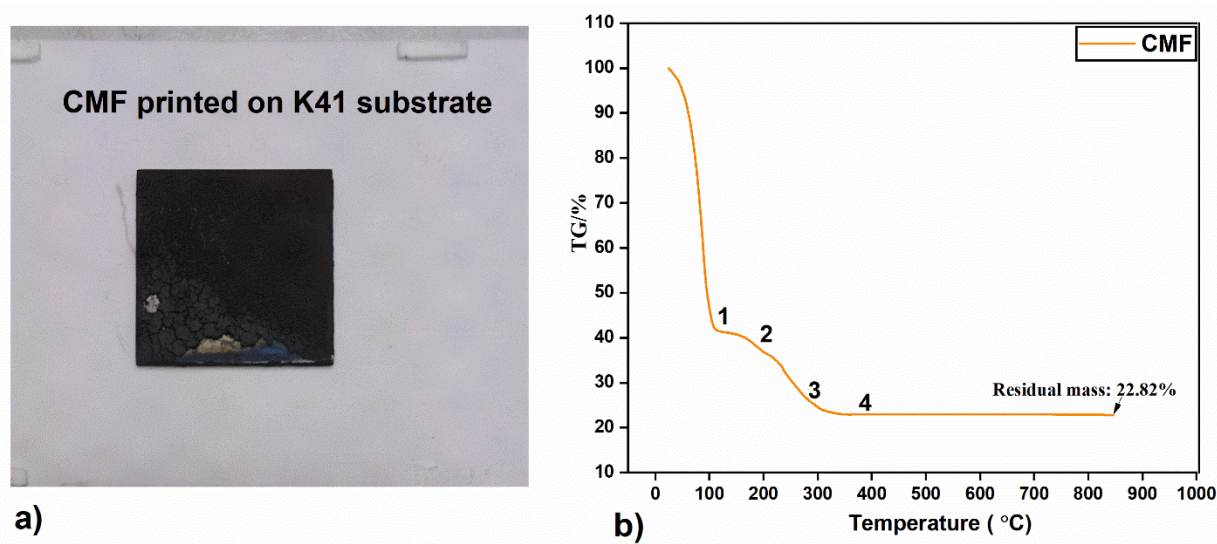 CMF printed on K41 substrate
a)
110
100
90
80
70
60
50
40
30
20
10
TG/%
CMF
1
2
3
4
Residual mass: 22.82%
0 100 200 300 400 500 600 700 800 900 1000
Temperature ( °C)
b)